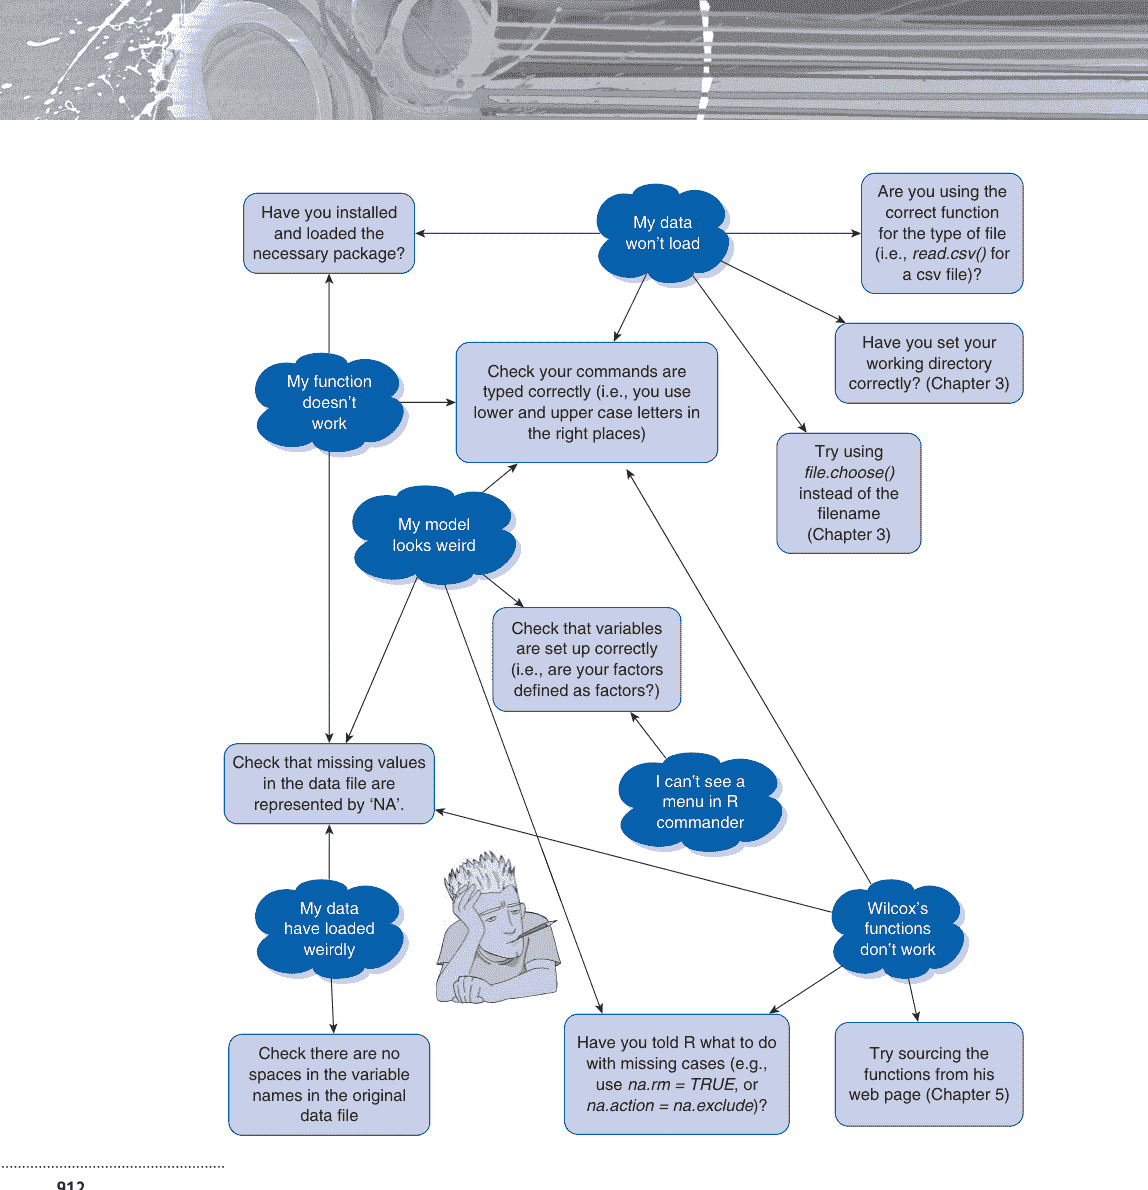 Have you installed
and loaded the
necessary package?
My data
won’t load
Are you using the
correct function
for the type of file
(i.e., read.csv() for
a csv file)?
Have you set your
working directory
correctly? (Chapter 3)
My function
doesn’t
work
Check your commands are
typed correctly (i.e., you use
lower and upper case letters in
the right places)
Try using
file.choose()
instead of the
filename
(Chapter 3)
My model
looks weird
Check that variables
are set up correctly
(i.e., are your factors
defined as factors?)
Check that missing values
in the data file are
represented by ‘NA’.
I can’t see a
menu in R
commander
My data
have loaded
weirdly
Wilcox’s
functions
don’t work
Check there are no
spaces in the variable
names in the original
data file
Have you told R what to do
with missing cases (e.g.,
use na.rm = TRUE, or
na.action = na.exclude)?
Try sourcing the
functions from his
web page (Chapter 5)
912